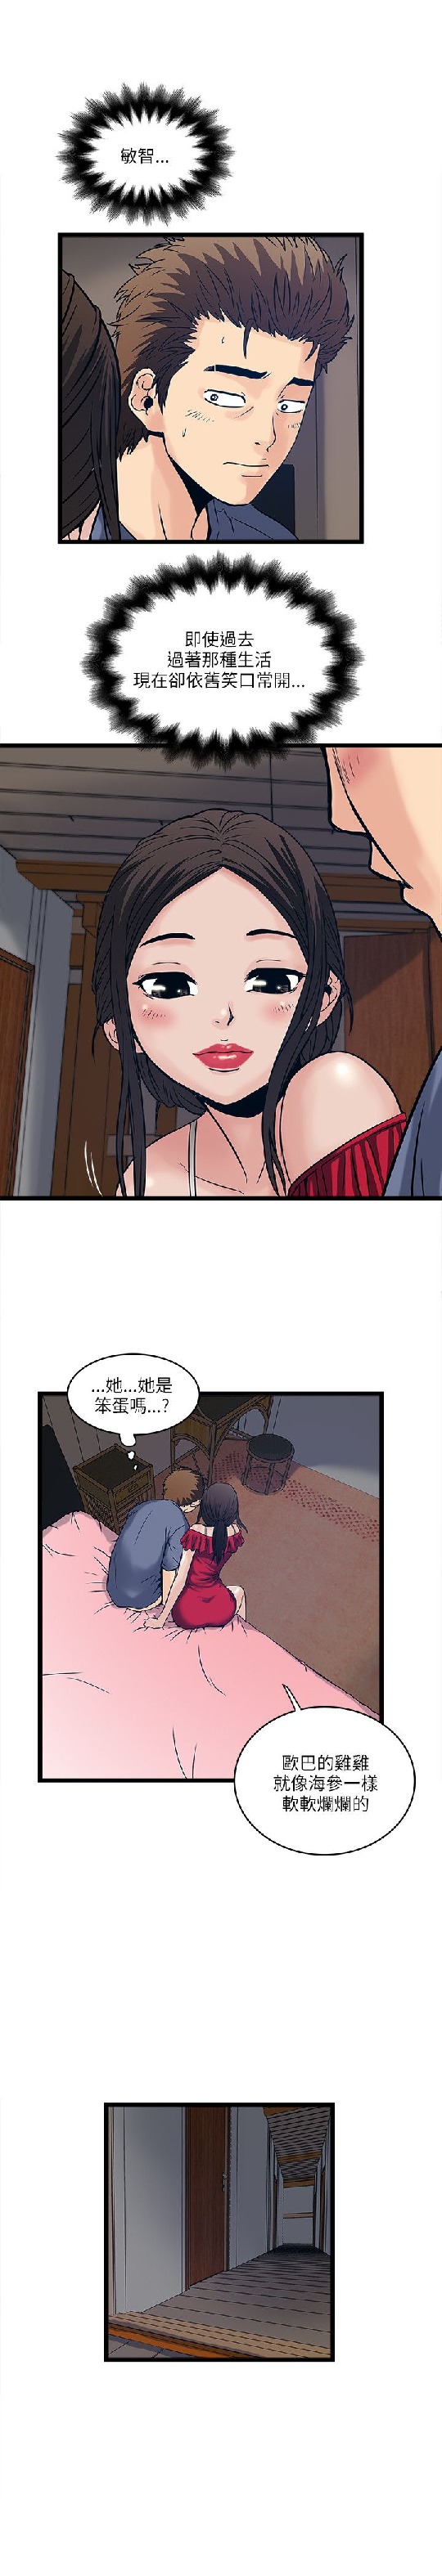 敏智...
即使過去
過著那種生活
現在卻依舊笑口常開...
...她...她是
笨蛋嗎...?
歐巴的雞雞
就像海參一樣
軟軟爛爛的